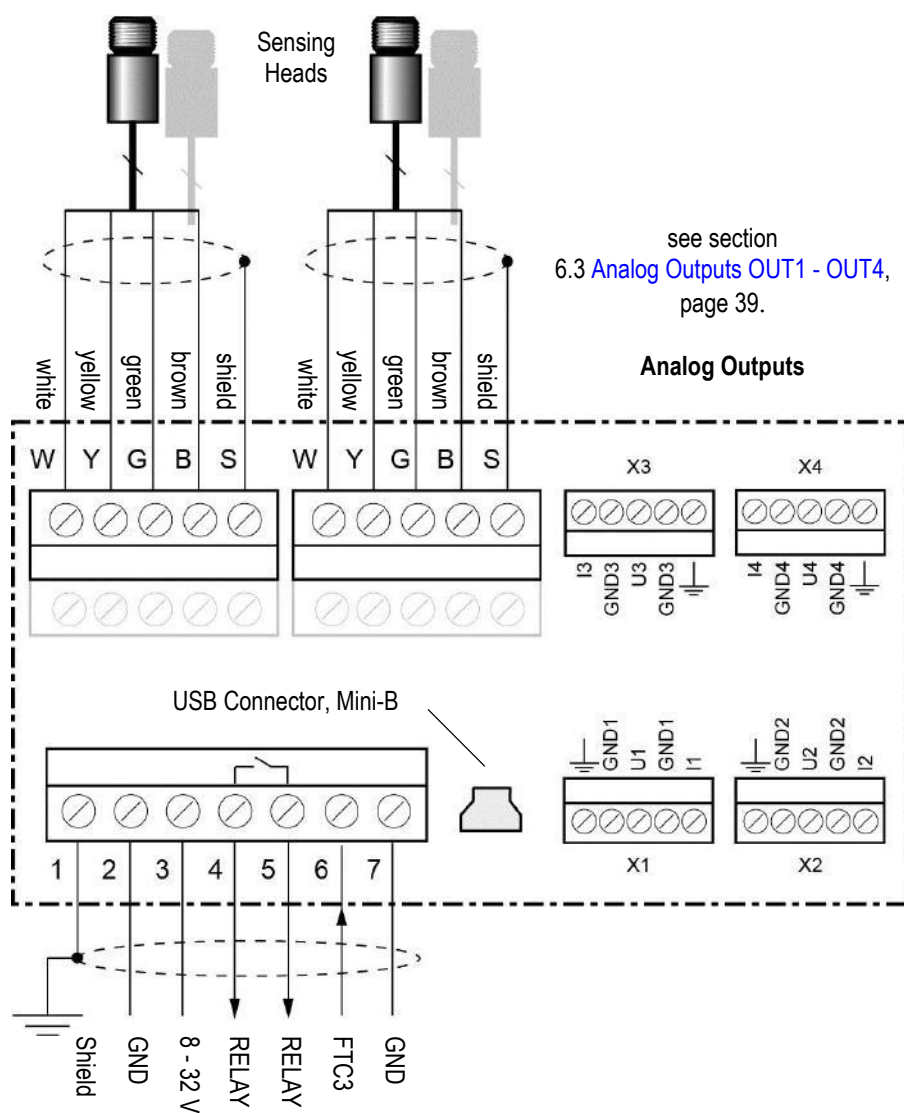 Sensing
Heads
see section
6.3 Analog Outputs OUT1 - OUT4,
page 39.
Analog Outputs
white yellow green brown shield
white yellow green brown shield
W Y G B S
W Y G B S
X3
X4
I3 GND3 U3 GND3
I4 GND4 U4 GND4
USB Connector, Mini-B
GND1 U1 GND1 I1
GND2 U2 GND2 I2
X1
X2
1 2 3 4 5 6 7
Shield
GND
8 - 32 V
RELAY
RELAY
FTC3
GND